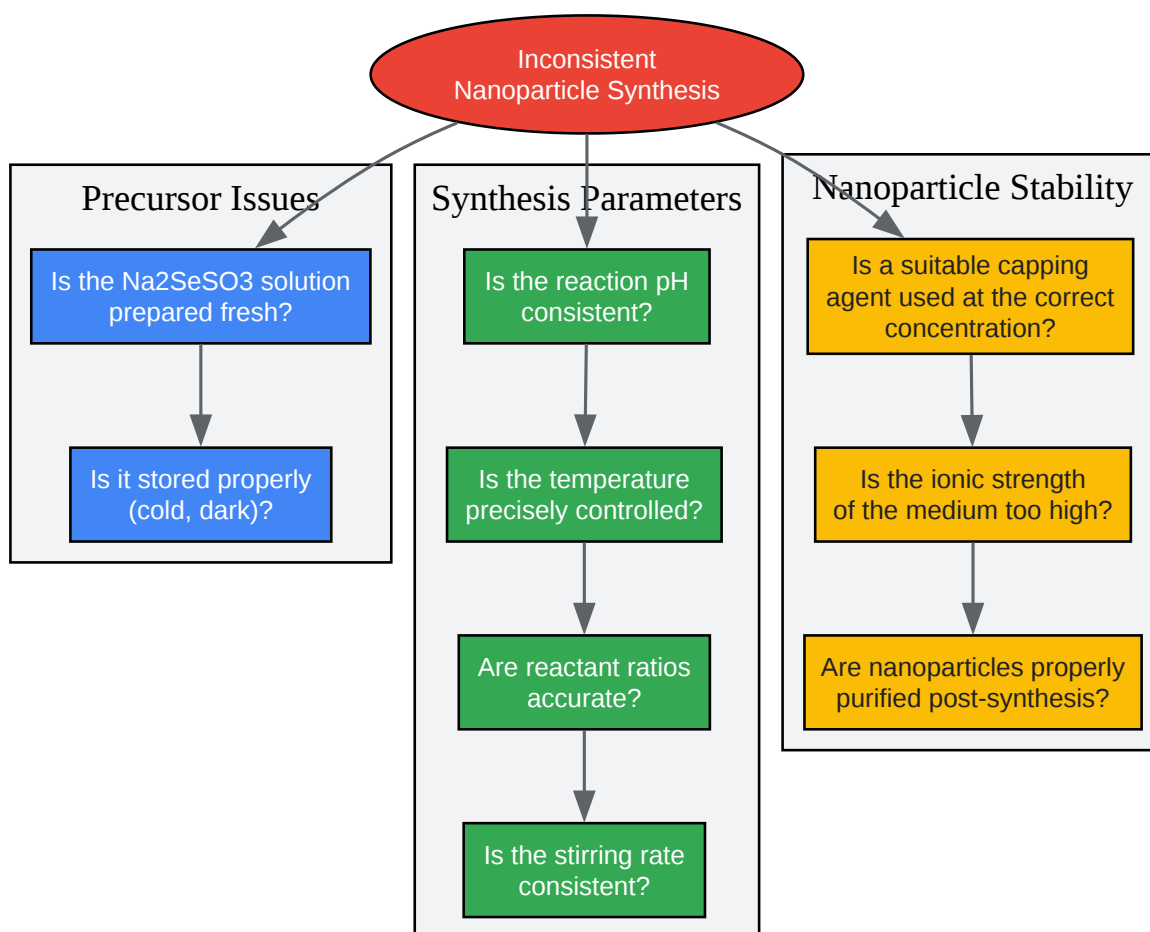 Inconsistent
Nanoparticle Synthesis
Precursor Issues
Is the Na2SeSO3 solution
prepared fresh?
Is it stored properly
(cold, dark)?
Synthesis Parameters
Is the reaction pH
consistent?
Is the temperature
precisely controlled?
Are reactant ratios
accurate?
Is the stirring rate
consistent?
Nanoparticle Stability
Is a suitable capping
agent used at the correct
concentration?
Is the ionic strength
of the medium too high?
Are nanoparticles properly
purified post-synthesis?